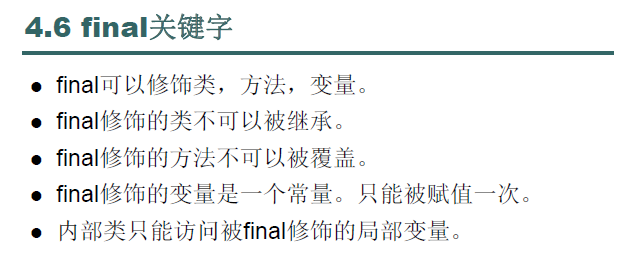 4.6 final关键字
● final可以修饰类，方法，变量。
● final修饰的类不可以被继承。
● final修饰的方法不可以被覆盖。
● final修饰的变量是一个常量。只能被赋值一次。
● 内部类只能访问被final修饰的局部变量。